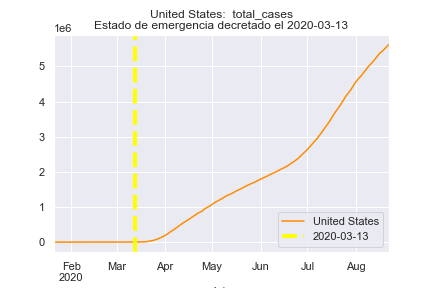 United States:  total_cases
Estado de emergencia decretado el 2020-03-13
1e6
5
4
3
2
1
0
United States
2020-03-13
Feb Mar Apr May Jun Jul Aug
2020